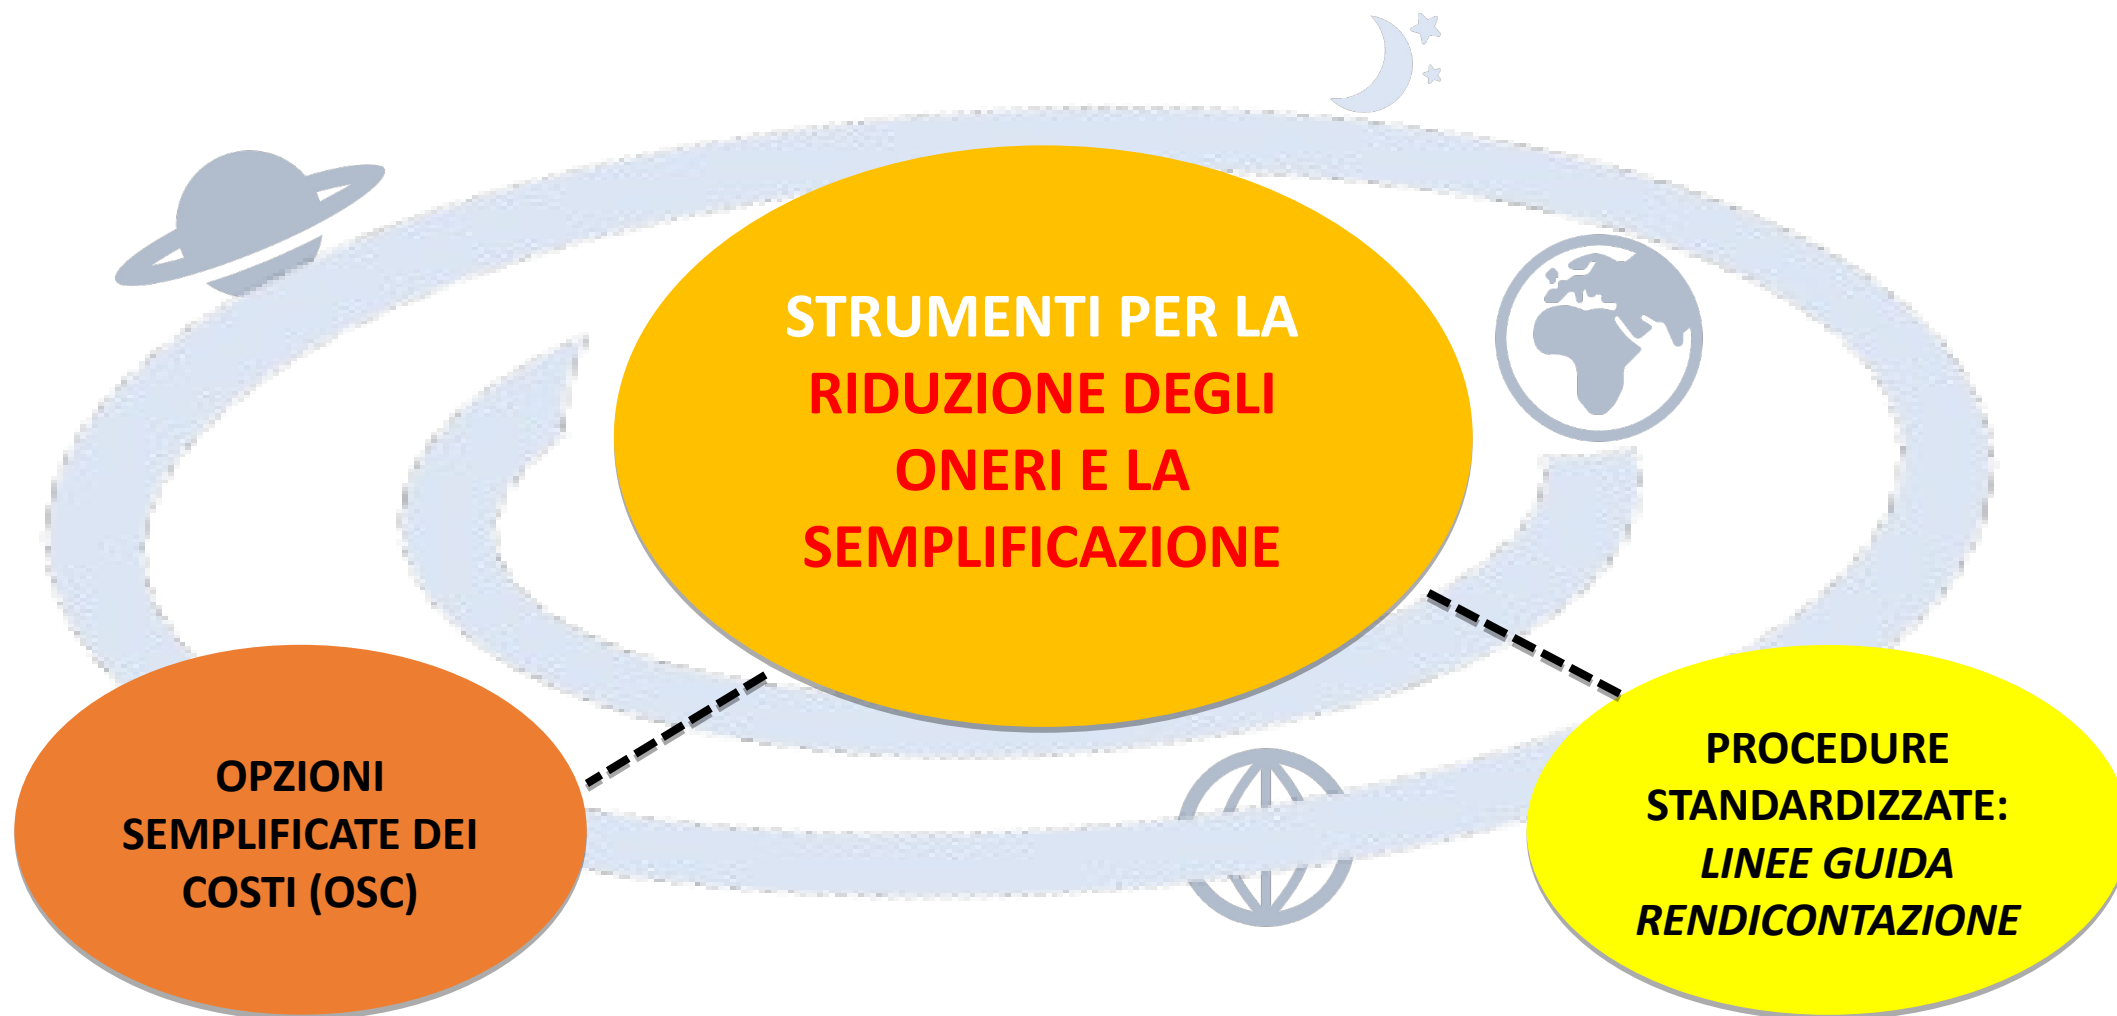 STRUMENTI PER LA
RIDUZIONE DEGLI
ONERI E LA
SEMPLIFICAZIONE
OPZIONI
SEMPLIFICATE DEI
COSTI (OSC)
PROCEDURE
STANDARDIZZATE:
LINEE GUIDA
RENDICONTAZIONE